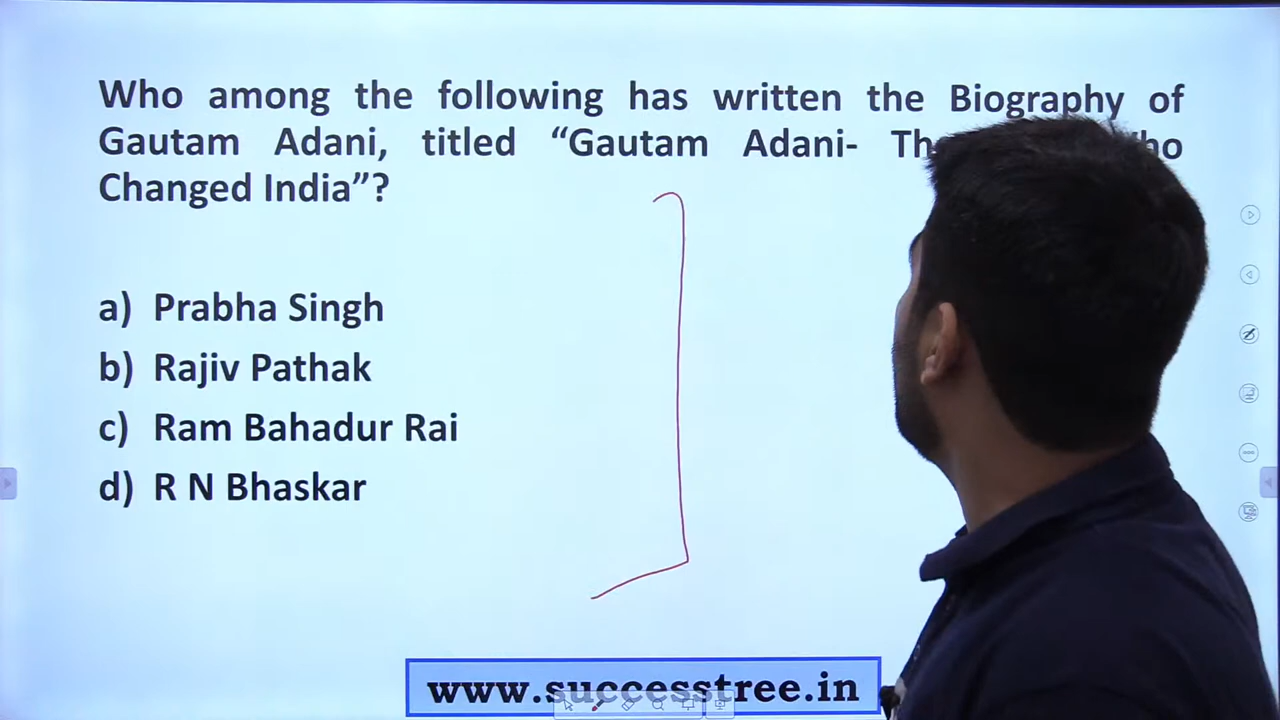 Who among the following has written the Biography of
Gautam Adani, titled “Gautam Adani-
Changed India”?
a) Prabha Singh
b) Rajiv Pathak
c) Ram Bahadur Rai
d) R N Bhaskar
www.successtree.in